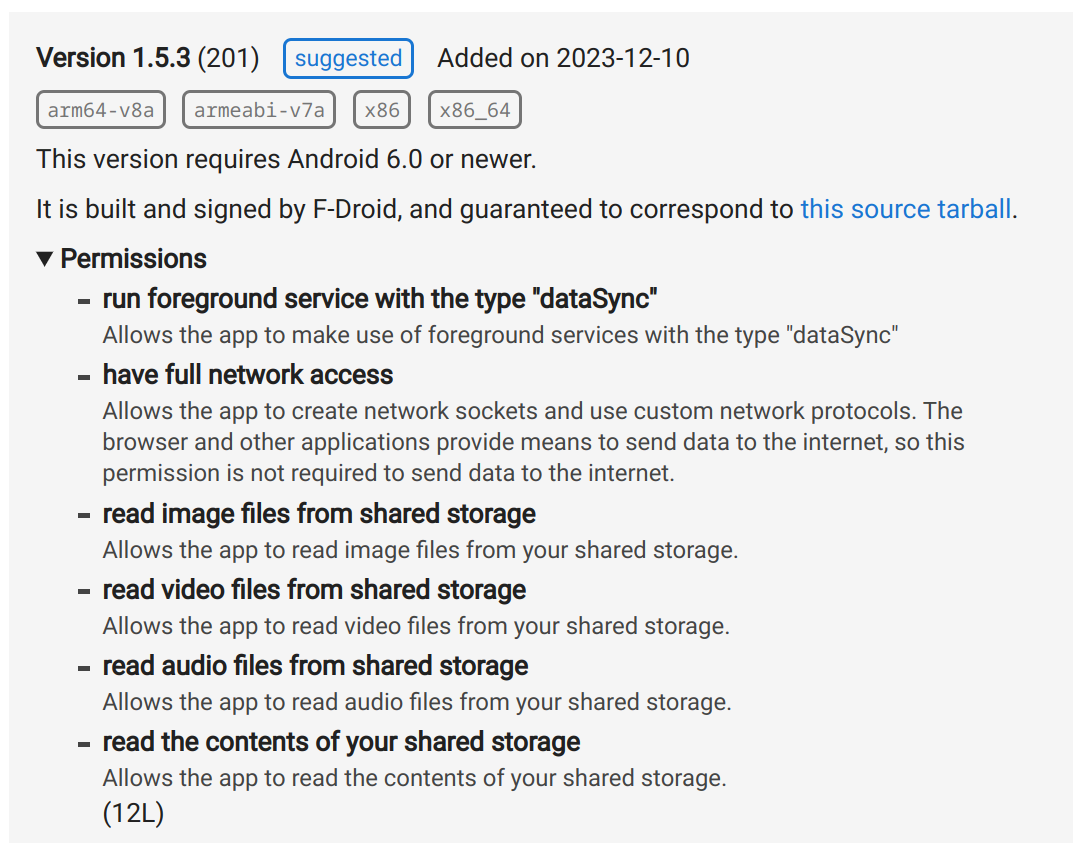 Version 1.5.3 (201) suggested Added on 2023-12-10
arm64-v8a armeabi-v7a x86 x86_64
This version requires Android 6.0 or newer.
It is built and signed by F-Droid, and guaranteed to correspond to this source tarball.
▼ Permissions
- run foreground service with the type "dataSync"
Allows the app to make use of foreground services with the type "dataSync"
- have full network access
Allows the app to create network sockets and use custom network protocols. The
browser and other applications provide means to send data to the internet, so this
permission is not required to send data to the internet.
- read image files from shared storage
Allows the app to read image files from your shared storage.
- read video files from shared storage
Allows the app to read video files from your shared storage.
- read audio files from shared storage
Allows the app to read audio files from your shared storage.
- read the contents of your shared storage
Allows the app to read the contents of your shared storage.
(12L)